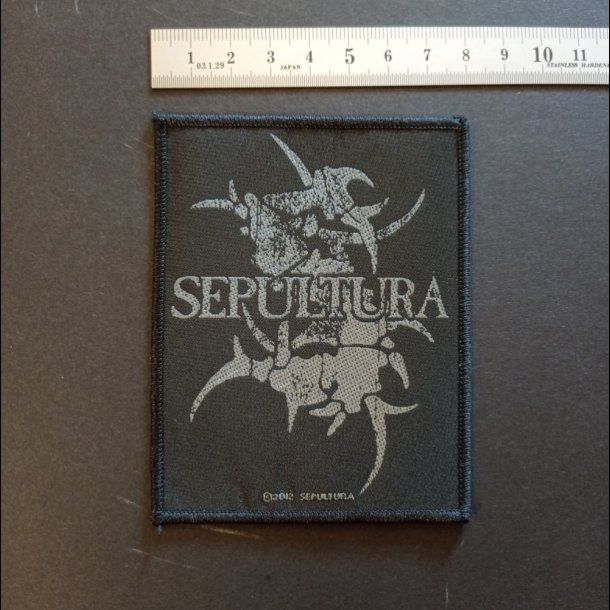 1 2 3 4 5 6 7 8 9 10 11
03.1.29 JAPAN STAINLESS HARDENE
SEPULTURA
©2012 SEPULTURA